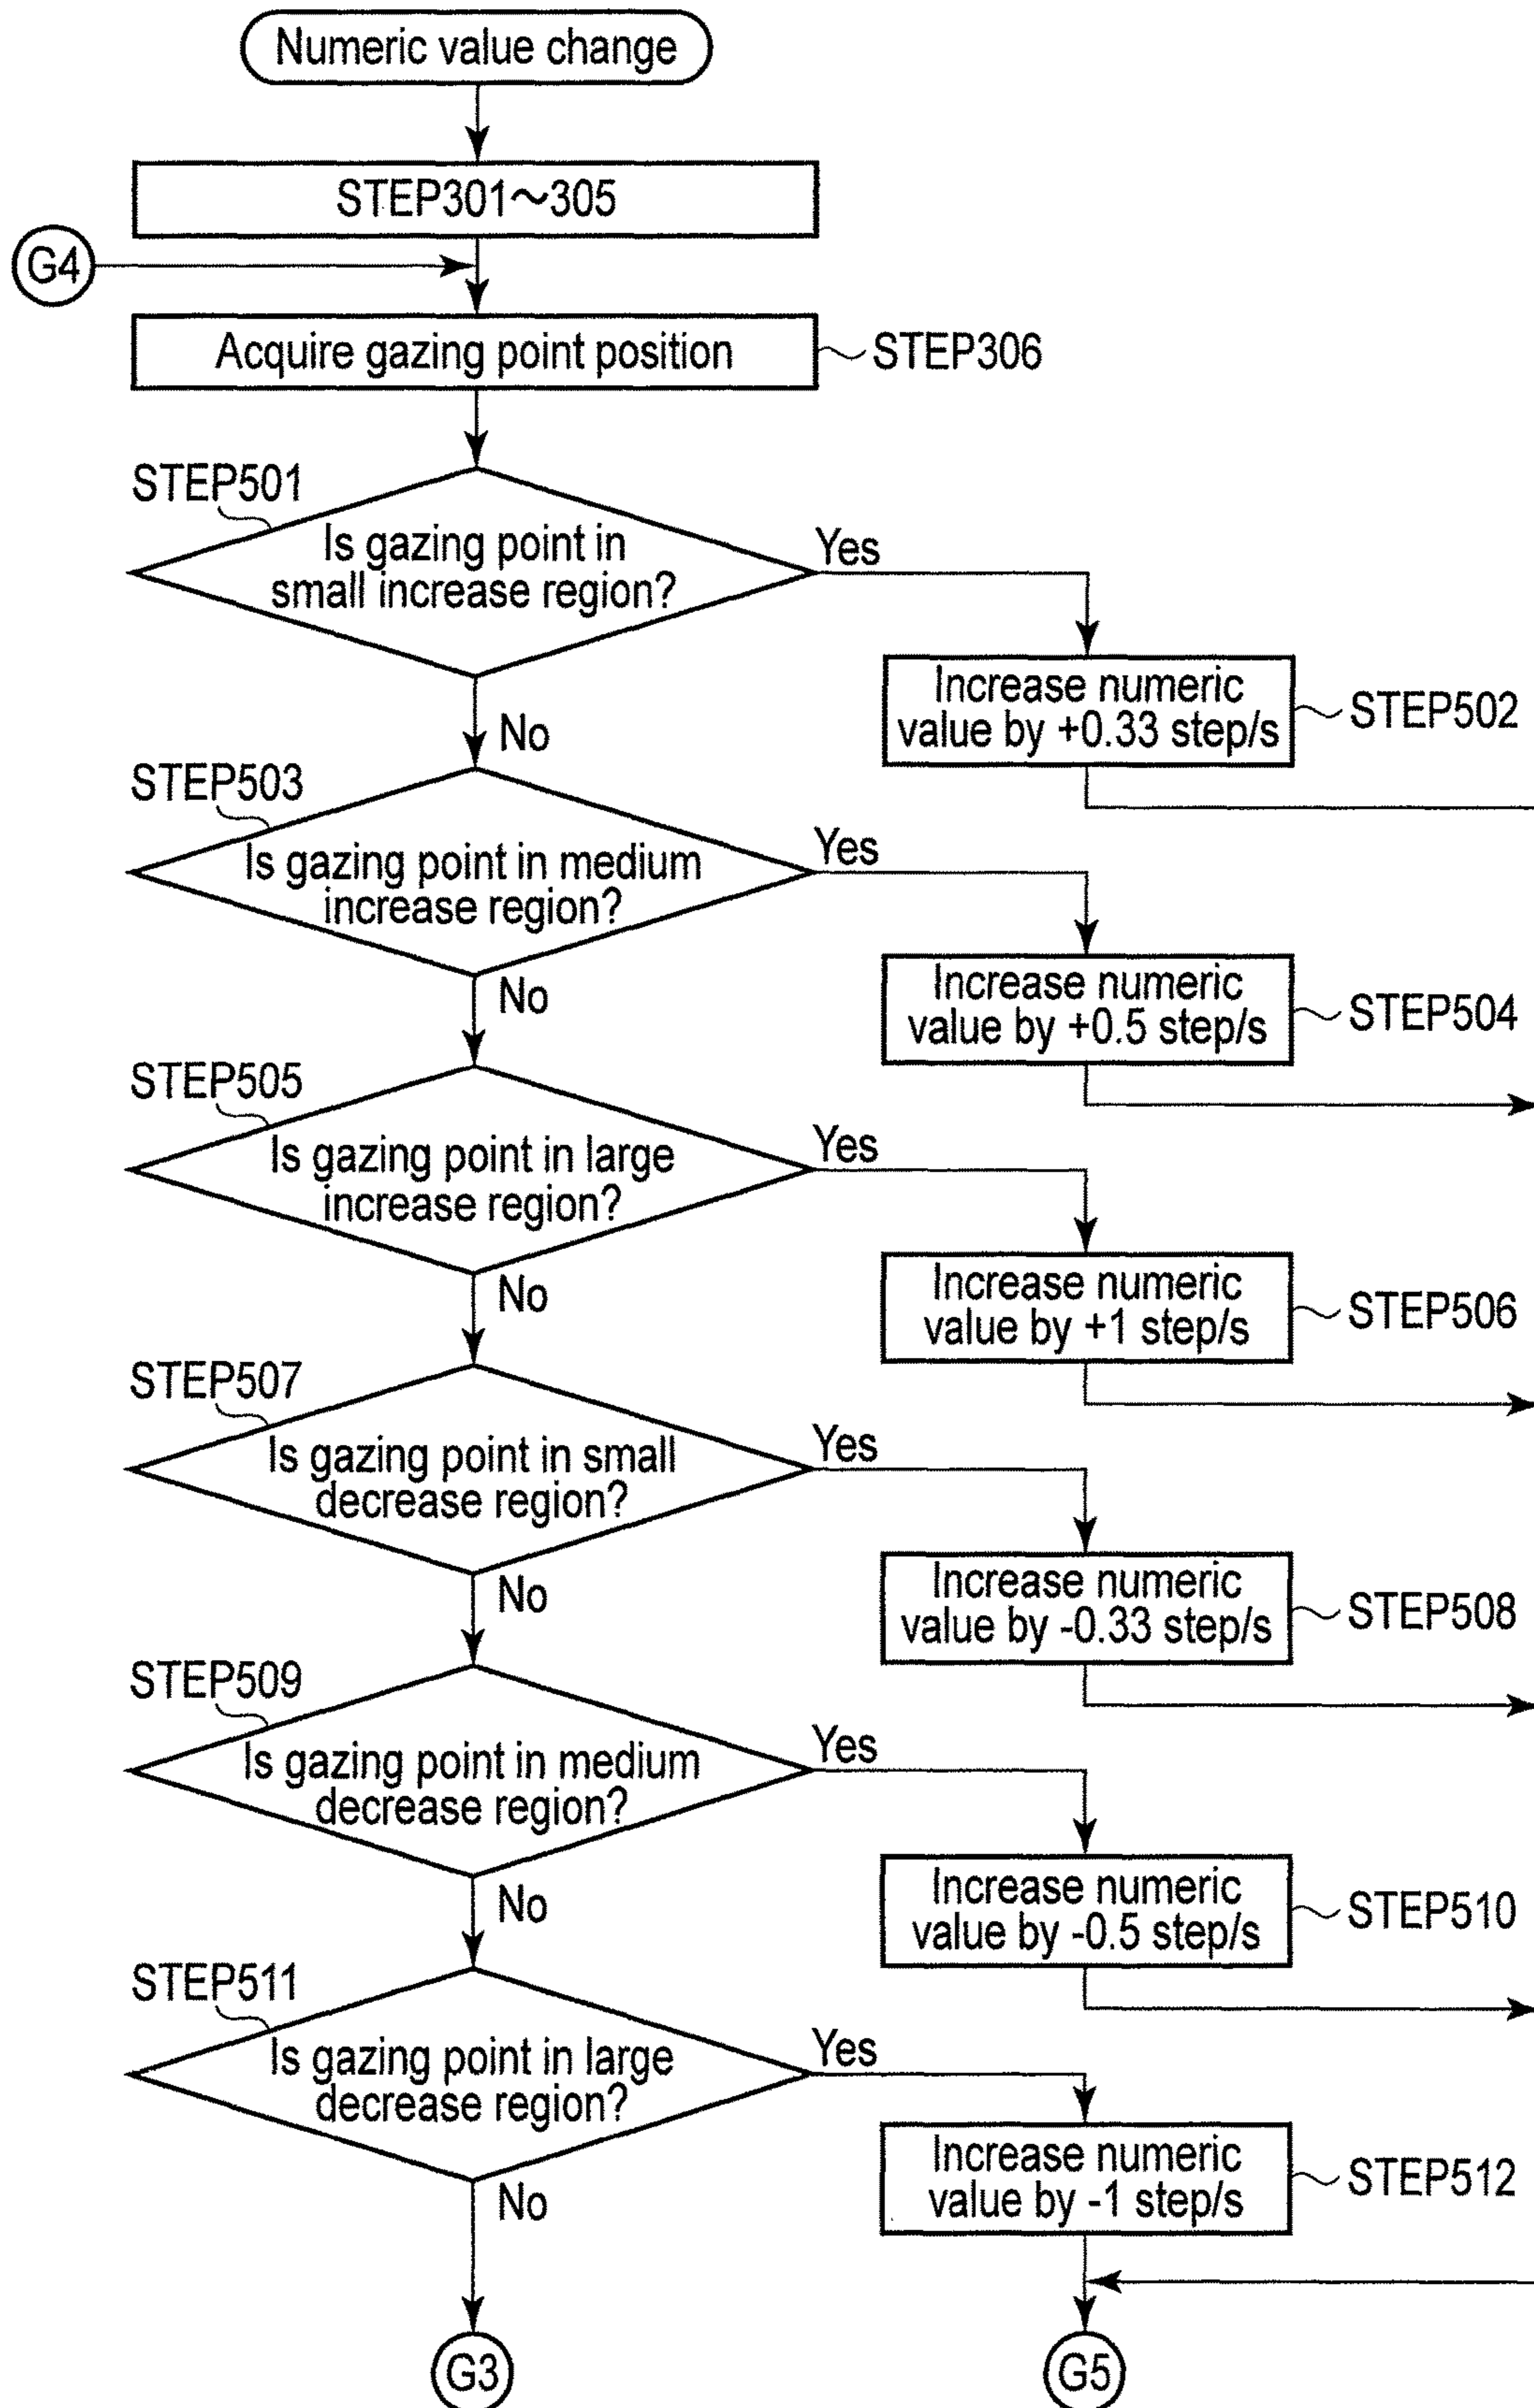 Numeric value change
STEP301～305
G4
Acquire gazing point position
STEP306
STEP501
Is gazing point in
small increase region?
Yes
Increase numeric
value by +0.33 step/s
STEP502
No
STEP503
Is gazing point in medium
increase region?
Yes
Increase numeric
value by +0.5 step/s
STEP504
No
STEP505
Is gazing point in large
increase region?
Yes
Increase numeric
value by +1 step/s
STEP506
No
STEP507
Is gazing point in small
decrease region?
Yes
Increase numeric
value by -0.33 step/s
STEP508
No
STEP509
Is gazing point in medium
decrease region?
Yes
Increase numeric
value by -0.5 step/s
STEP510
No
STEP511
Is gazing point in large
decrease region?
Yes
Increase numeric
value by -1 step/s
STEP512
No
G3
G5